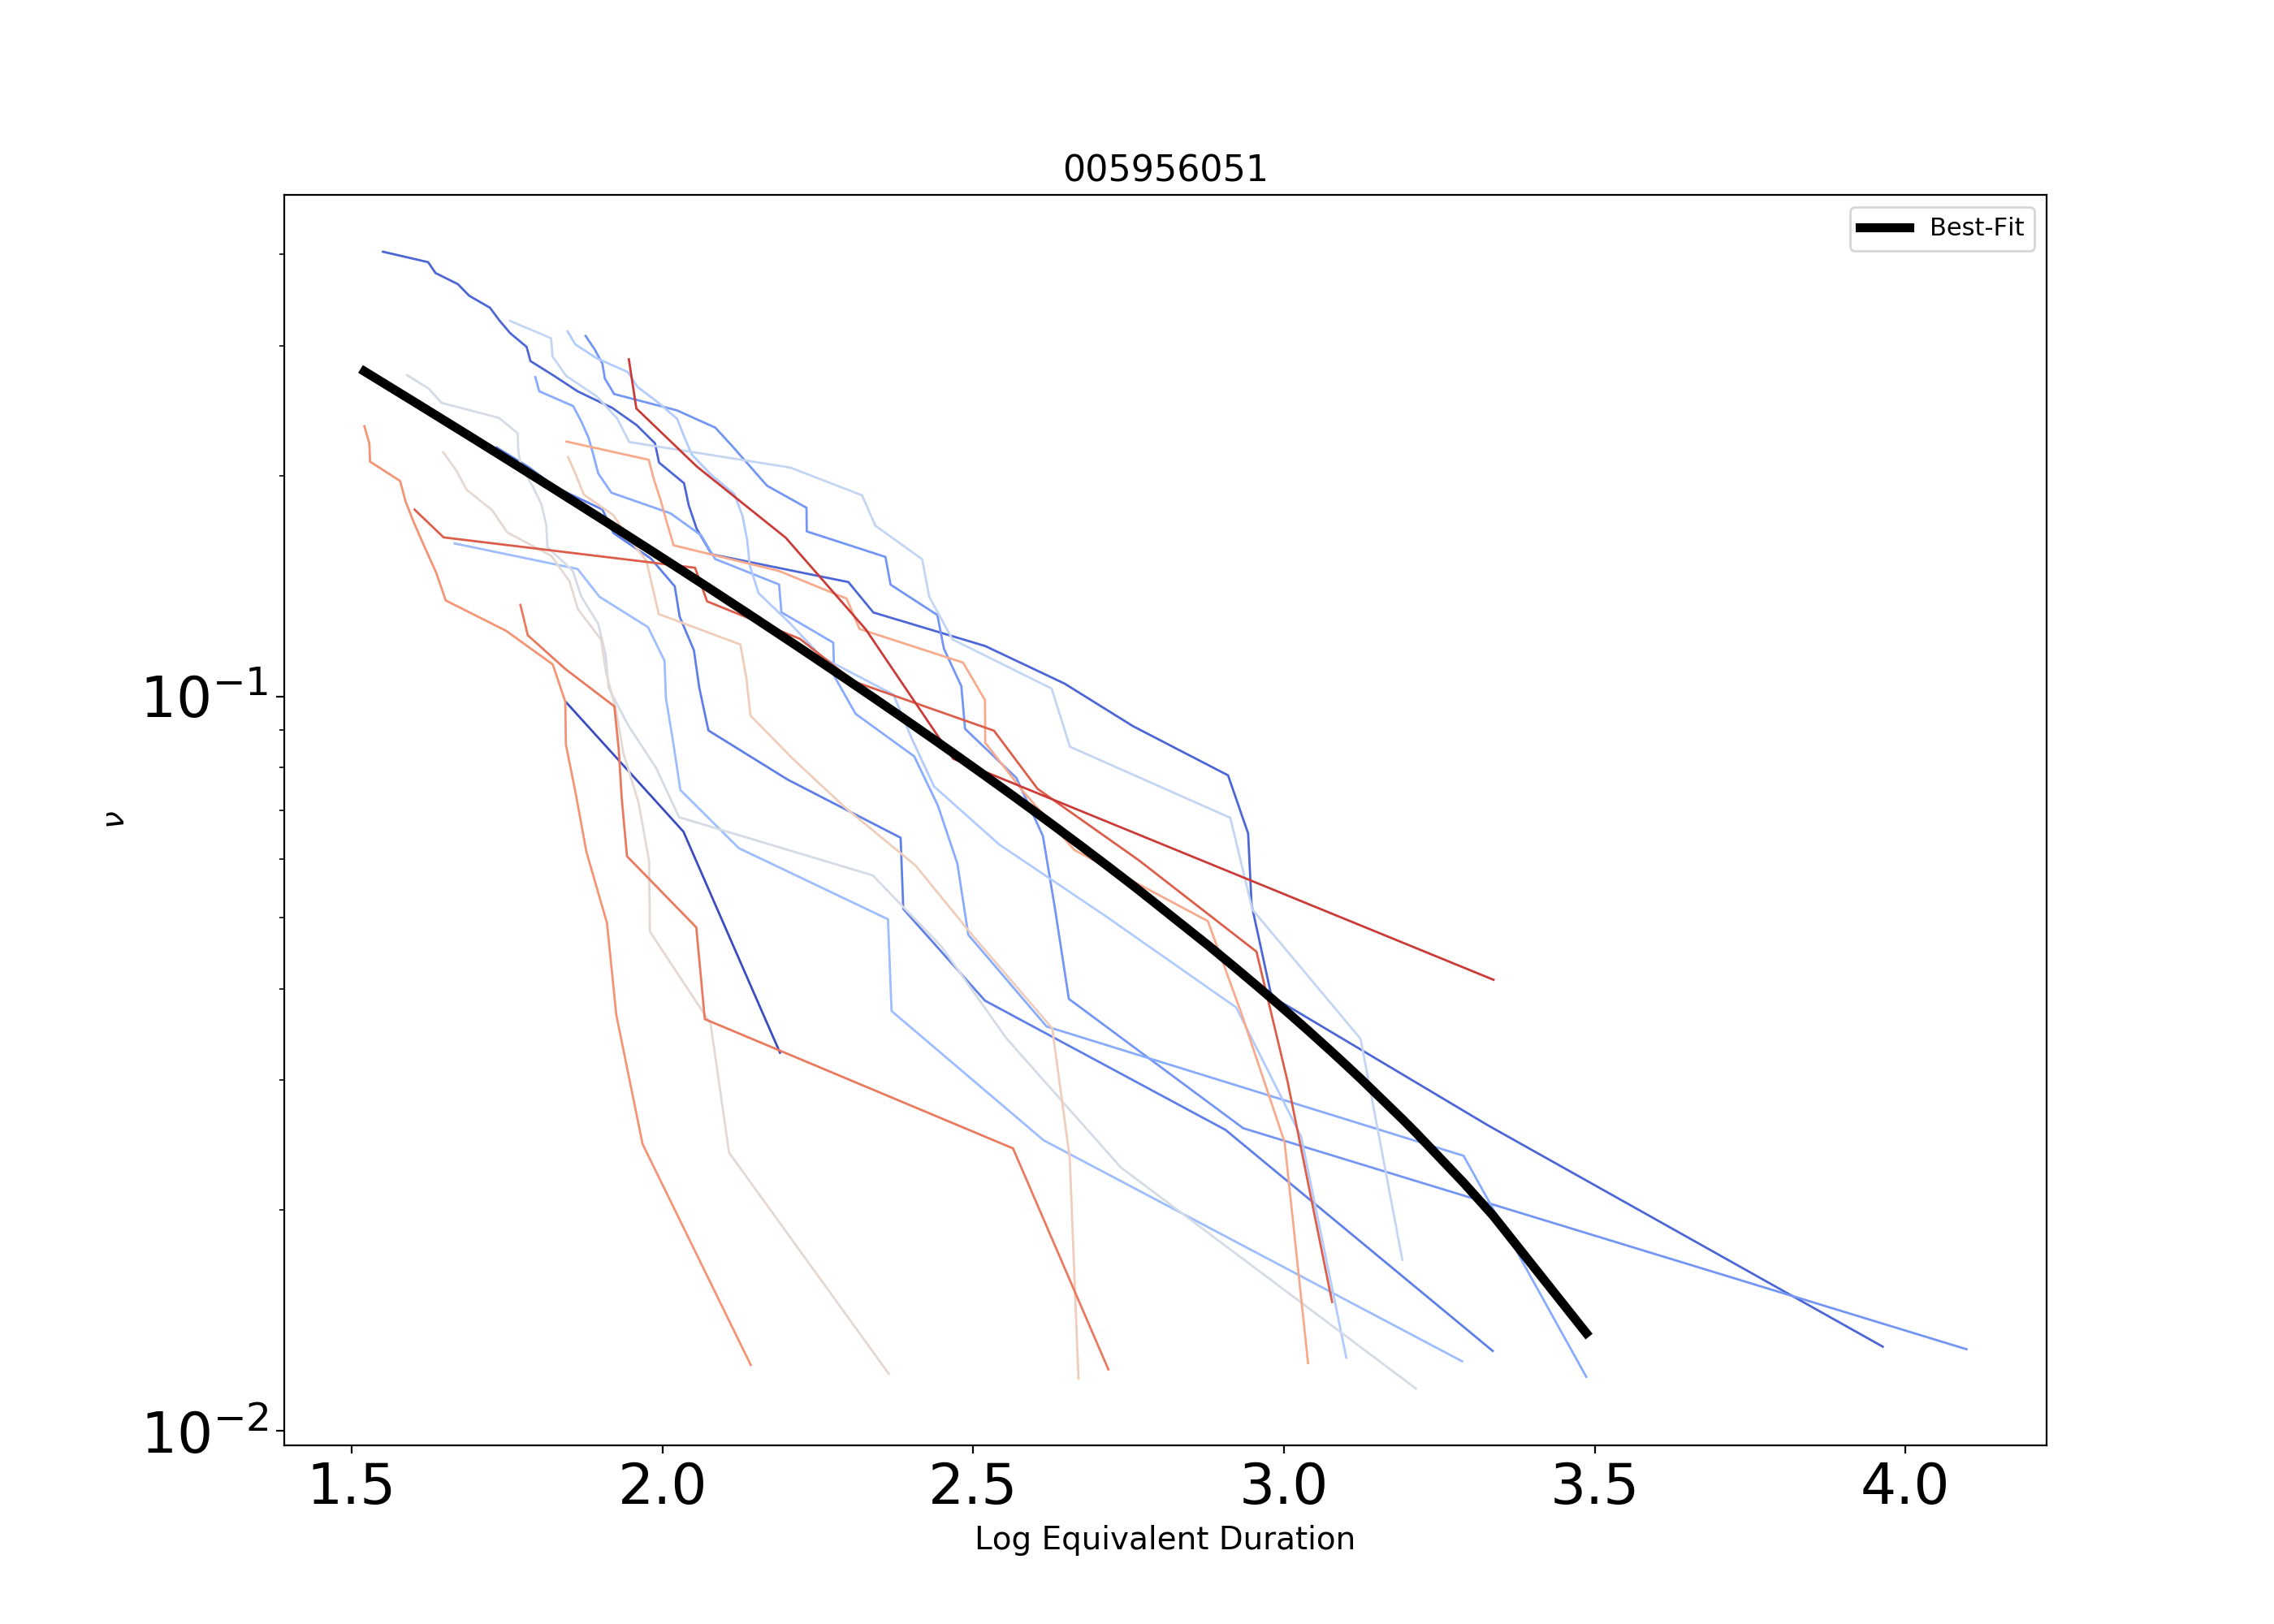 005956051
Best-Fit
10⁻¹
ν
10⁻²
1.5 2.0 2.5 3.0 3.5 4.0
Log Equivalent Duration